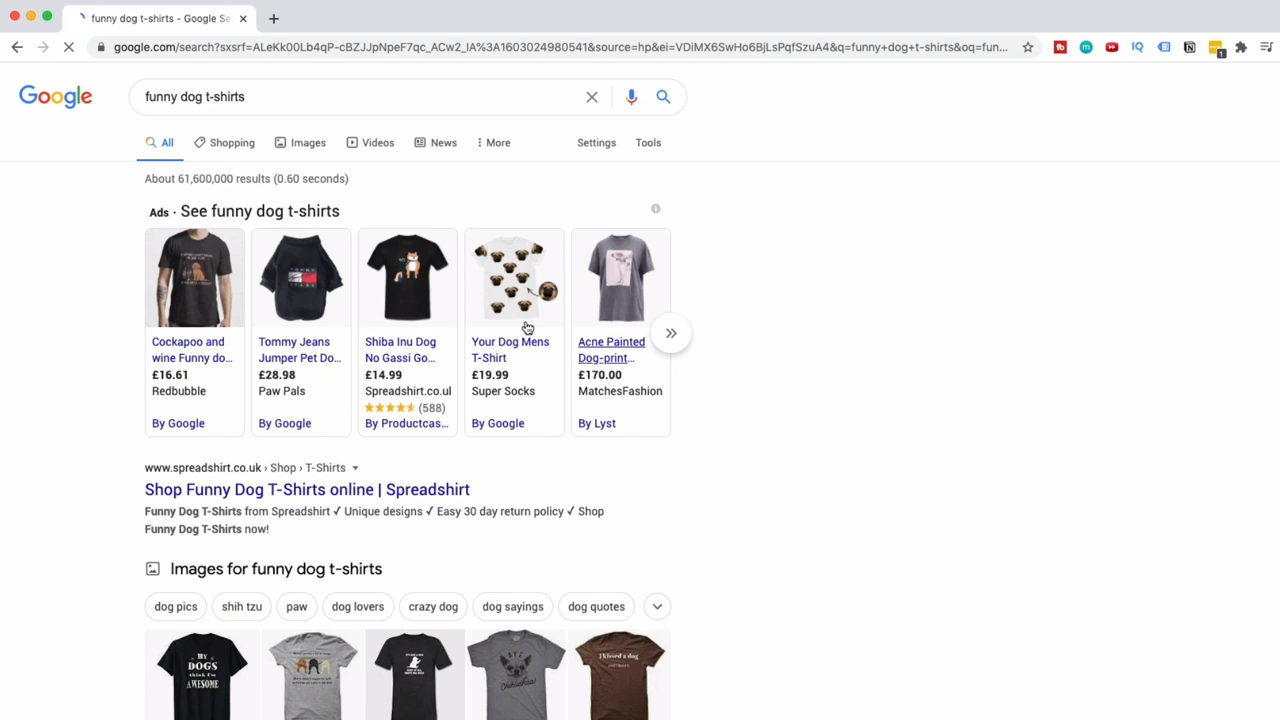 funny dog t-shirts - Google Se
google.com/search?sxsrf=ALeKk00Lb4qP-cBZJJpNpeF7qc_ACw2_IA%3A1603024980541&source=hp&ei=VDiMX6SwHo6BjLsPqfSzuA4&q=funny+dog+t-shirts&oq=fun...
IQ
1
Google
funny dog t-shirts
All
Shopping
Images
Videos
News
More
Settings
Tools
About 61,600,000 results (0.60 seconds)
Ads · See funny dog t-shirts
Cockapoo and
wine Funny do...
£16.61
Redbubble
By Google
TOMMY JEANS
Tommy Jeans
Jumper Pet Do...
£28.98
Paw Pals
By Google
Shiba Inu Dog
No Gassi Go...
£14.99
Spreadshirt.co.ul
(588)
By Productcas...
Your Dog Mens
T-Shirt
£19.99
Super Socks
By Google
Acne Painted
Dog-print...
£170.00
MatchesFashion
By Lyst
www.spreadshirt.co.uk › Shop › T-Shirts
Shop Funny Dog T-Shirts online | Spreadshirt
Funny Dog T-Shirts from Spreadshirt ✓ Unique designs ✓ Easy 30 day return policy ✓ Shop
Funny Dog T-Shirts now!
Images for funny dog t-shirts
dog pics
shih tzu
paw
dog lovers
crazy dog
dog sayings
dog quotes
MY
DOGS
think I'm
AWESOME
I kissed a dog